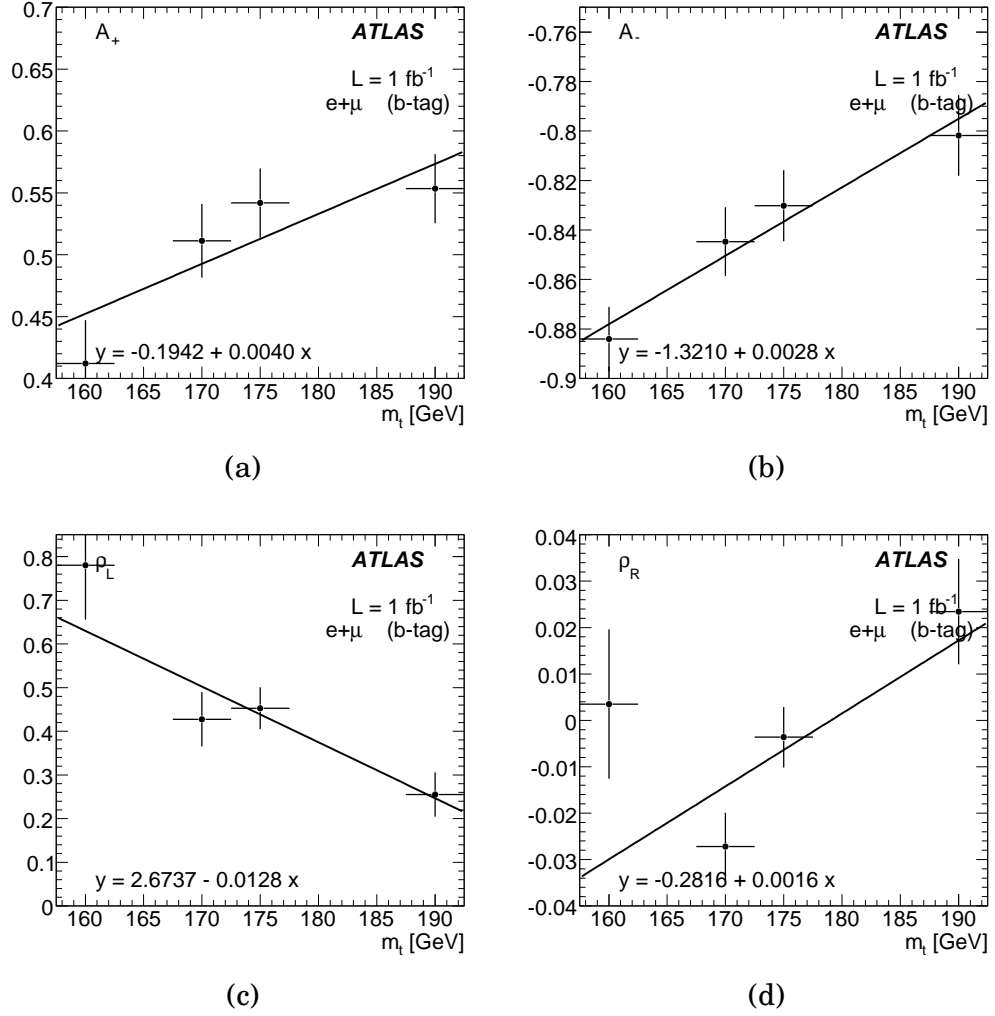 0.7
A₊
ATLAS
0.65
L = 1 fb⁻¹
e+μ (b-tag)
0.6
0.55
0.5
0.45
y = -0.1942 + 0.0040 x
0.4
160 165 170 175 180 185 190
m_t [GeV]
(a)
-0.76
A₋
ATLAS
-0.78
L = 1 fb⁻¹
e+μ (b-tag)
-0.8
-0.82
-0.84
-0.86
-0.88
y = -1.3210 + 0.0028 x
-0.9
160 165 170 175 180 185 190
m_t [GeV]
(b)
0.8
ρ_L
ATLAS
0.7
L = 1 fb⁻¹
e+μ (b-tag)
0.6
0.5
0.4
0.3
0.2
0.1
y = 2.6737 - 0.0128 x
0
160 165 170 175 180 185 190
m_t [GeV]
(c)
0.04
ρ_R
ATLAS
0.03
L = 1 fb⁻¹
e+μ (b-tag)
0.02
0.01
0
-0.01
-0.02
-0.03
y = -0.2816 + 0.0016 x
-0.04
160 165 170 175 180 185 190
m_t [GeV]
(d)